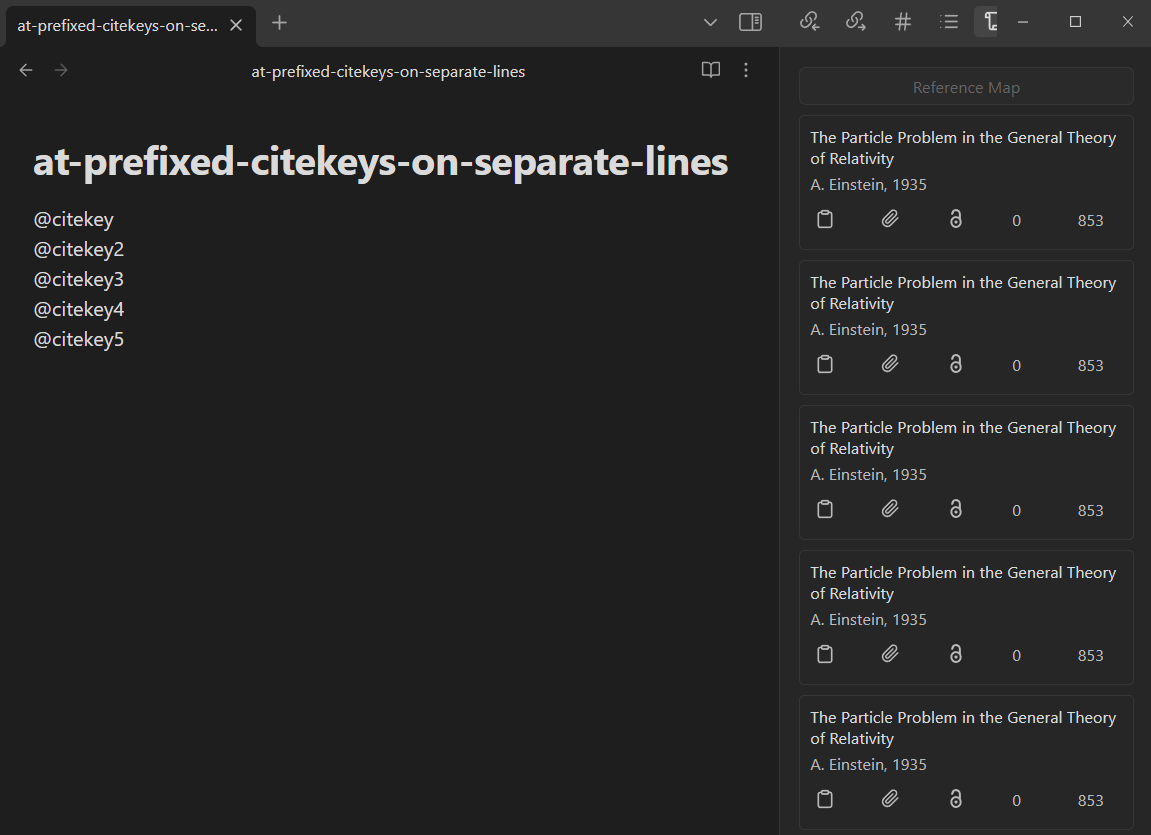 at-prefixed-citekeys-on-se...
at-prefixed-citekeys-on-separate-lines
at-prefixed-citekeys-on-separate-lines
@citekey
@citekey2
@citekey3
@citekey4
@citekey5
Reference Map
The Particle Problem in the General Theory
of Relativity
A. Einstein, 1935
0 853
The Particle Problem in the General Theory
of Relativity
A. Einstein, 1935
0 853
The Particle Problem in the General Theory
of Relativity
A. Einstein, 1935
0 853
The Particle Problem in the General Theory
of Relativity
A. Einstein, 1935
0 853
The Particle Problem in the General Theory
of Relativity
A. Einstein, 1935
0 853